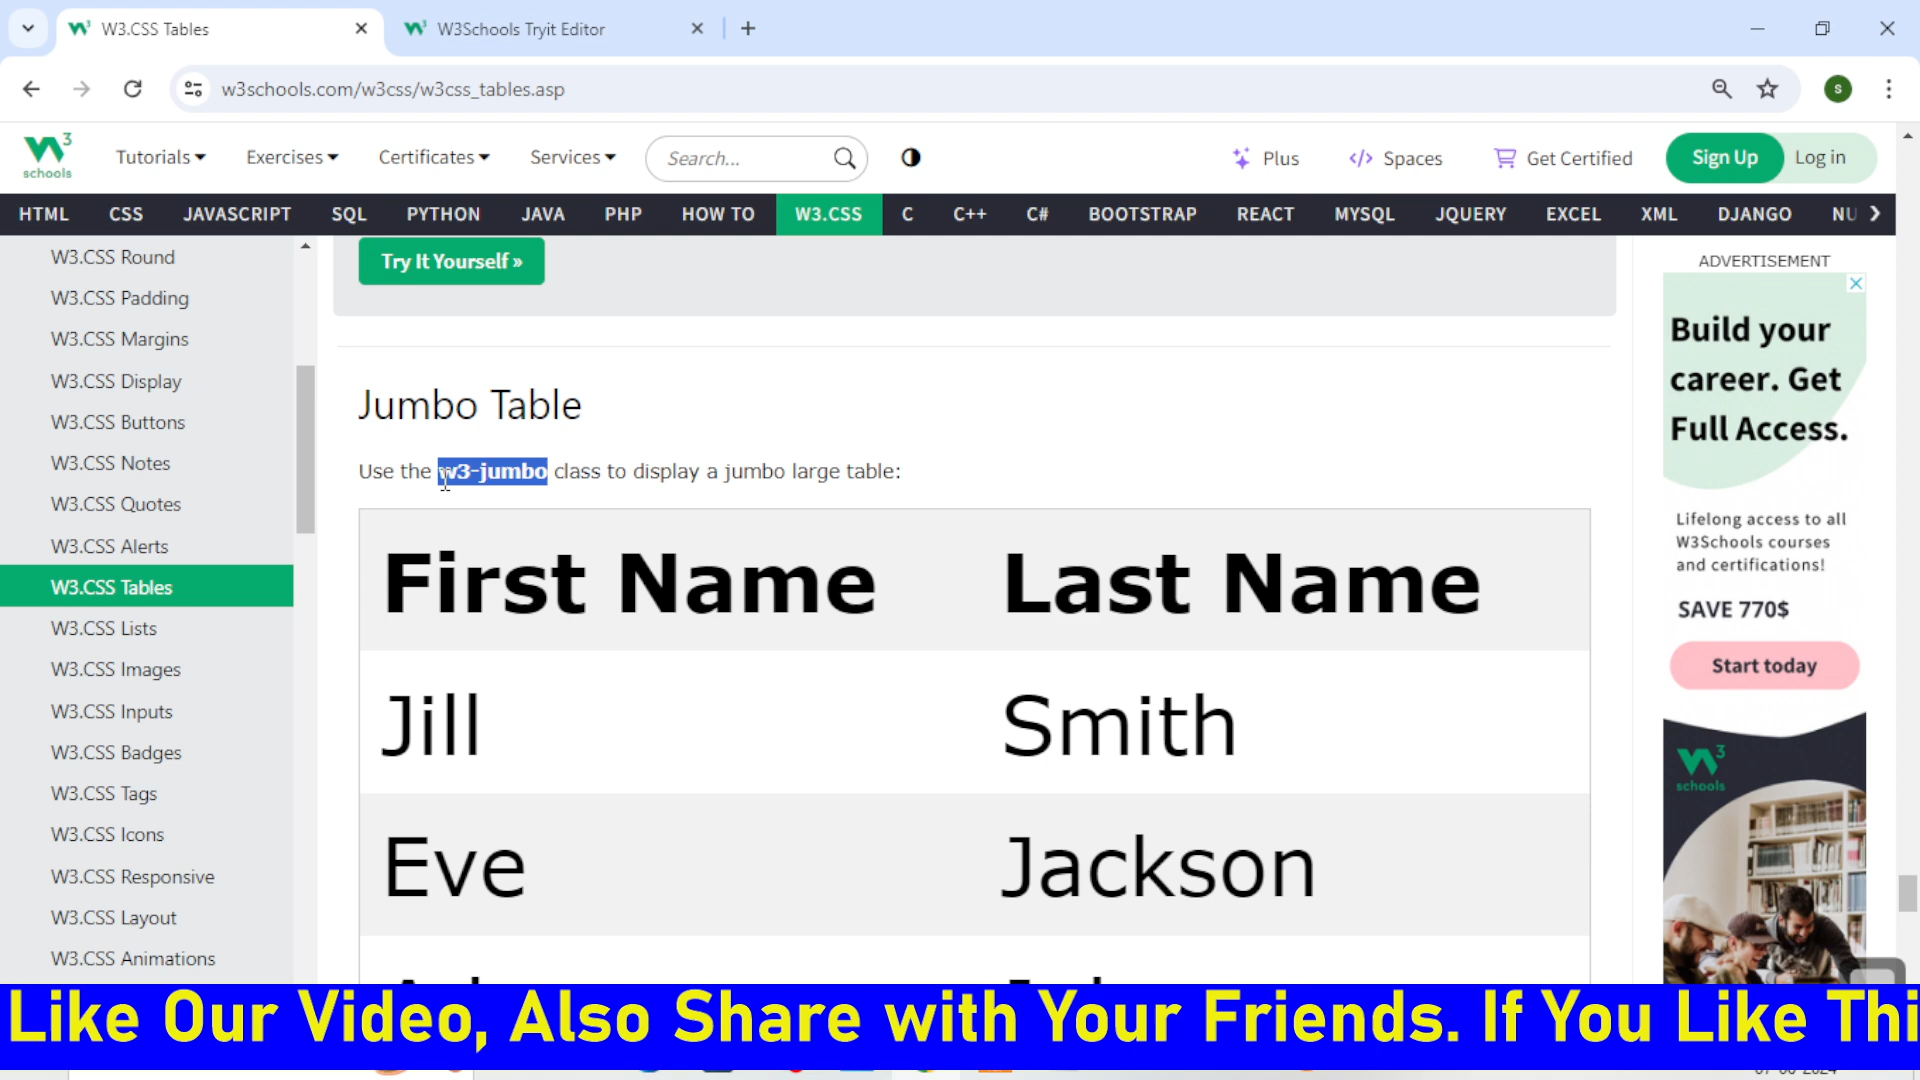 W3.CSS Tables
W3Schools Tryit Editor
w3schools.com/w3css/w3css_tables.asp
S
schools
Tutorials
Exercises
Certificates
Services
Search...
Plus
Spaces
Get Certified
Sign Up
Log in
HTML CSS JAVASCRIPT SQL PYTHON JAVA PHP HOW TO W3.CSS C C++ C# BOOTSTRAP REACT MYSQL JQUERY EXCEL XML DJANGO NU
W3.CSS Round
W3.CSS Padding
W3.CSS Margins
W3.CSS Display
W3.CSS Buttons
W3.CSS Notes
W3.CSS Quotes
W3.CSS Alerts
W3.CSS Tables
W3.CSS Lists
W3.CSS Images
W3.CSS Inputs
W3.CSS Badges
W3.CSS Tags
W3.CSS Icons
W3.CSS Responsive
W3.CSS Layout
W3.CSS Animations
Try It Yourself »
Jumbo Table
Use the w3-jumbo class to display a jumbo large table:
First Name Last Name
Jill Smith
Eve Jackson
ADVERTISEMENT
Build your
career. Get
Full Access.
Lifelong access to all
W3Schools courses
and certifications!
SAVE 770$
Start today
schools
Like Our Video, Also Share with Your Friends. If You Like Thi